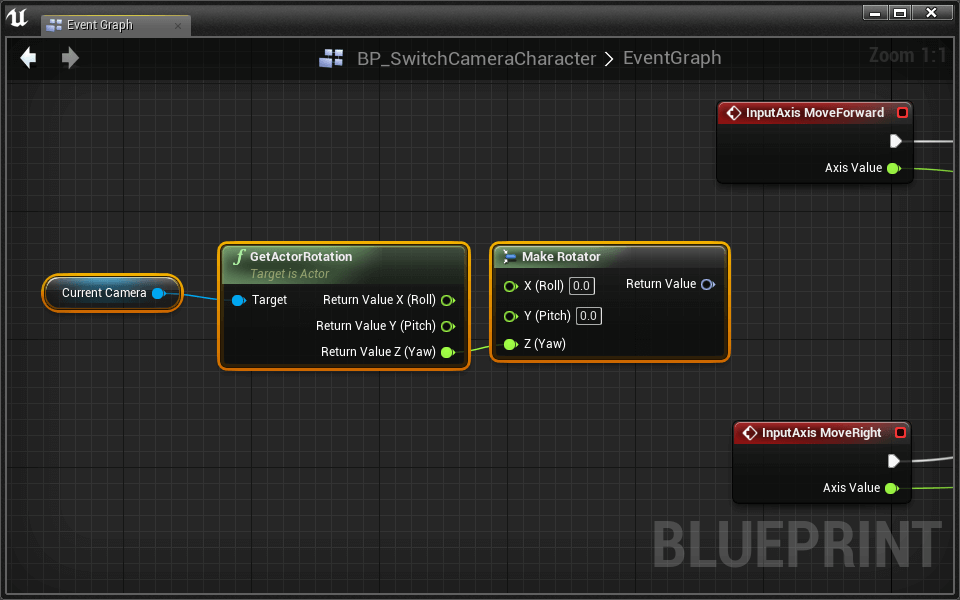 Event Graph
BP_SwitchCameraCharacter > EventGraph
Zoom 1:1
InputAxis MoveForward
Axis Value
GetActorRotation
Target is Actor
Target
Return Value X (Roll)
Return Value Y (Pitch)
Return Value Z (Yaw)
Current Camera
Make Rotator
X (Roll) 0.0
Return Value
Y (Pitch) 0.0
Z (Yaw)
InputAxis MoveRight
Axis Value
BLUEPRINT